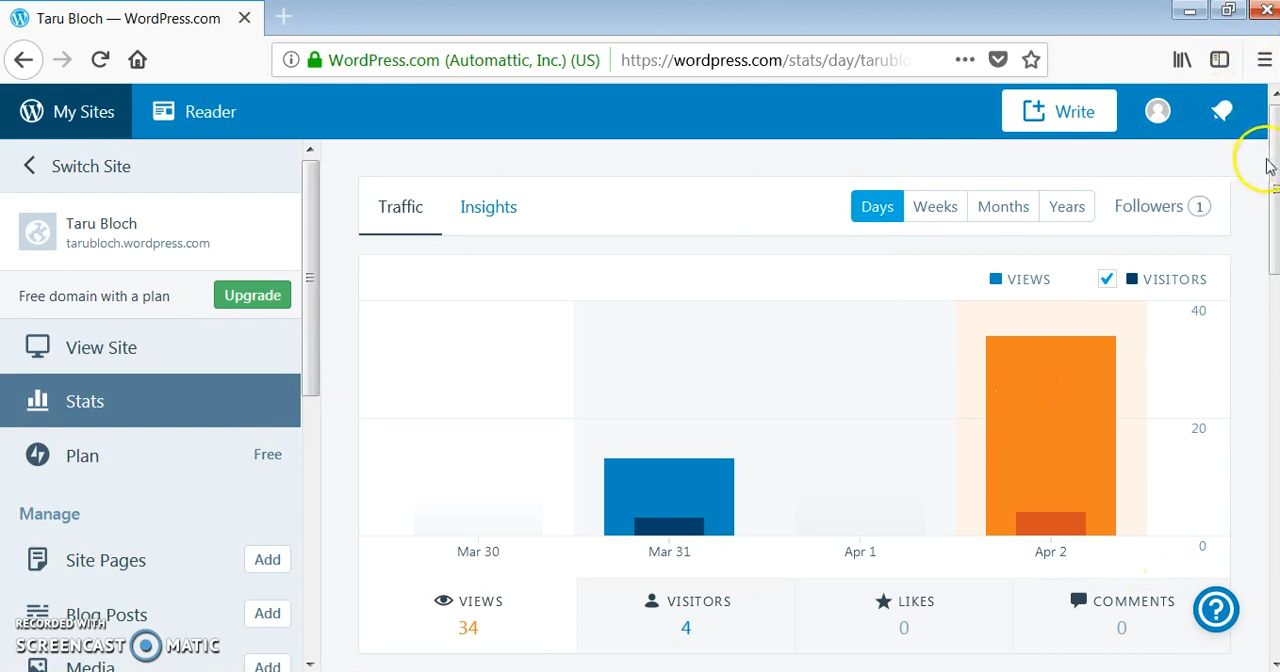 Taru Bloch — WordPress.com
WordPress.com (Automattic, Inc.) (US) https://wordpress.com/stats/day/tarublo
My Sites Reader Write
Switch Site
Taru Bloch
tarubloch.wordpress.com
Free domain with a plan Upgrade
View Site
Stats
Plan Free
Manage
Site Pages Add
Blog Posts Add
Media Add
RECORDED WITH
SCREENCAST MATIC
Traffic Insights Days Weeks Months Years Followers 1
VIEWS VISITORS
40
20
0
Mar 30 Mar 31 Apr 1 Apr 2
VIEWS VISITORS LIKES COMMENTS
34 4 0 0